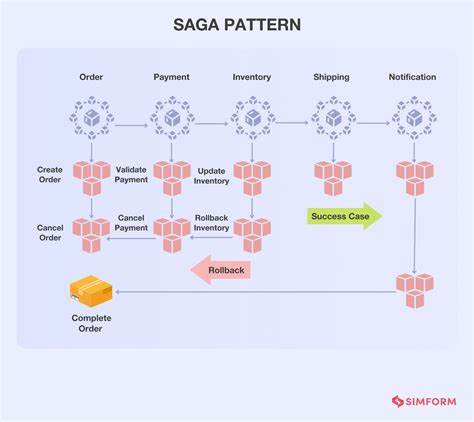 SAGA PATTERN
Order
Payment
Inventory
Shipping
Notification
Create
Order
Validate
Payment
Update
Inventory
Cancel
Order
Cancel
Payment
Rollback
Inventory
Success Case
Rollback
Complete
Order
SIMFORM